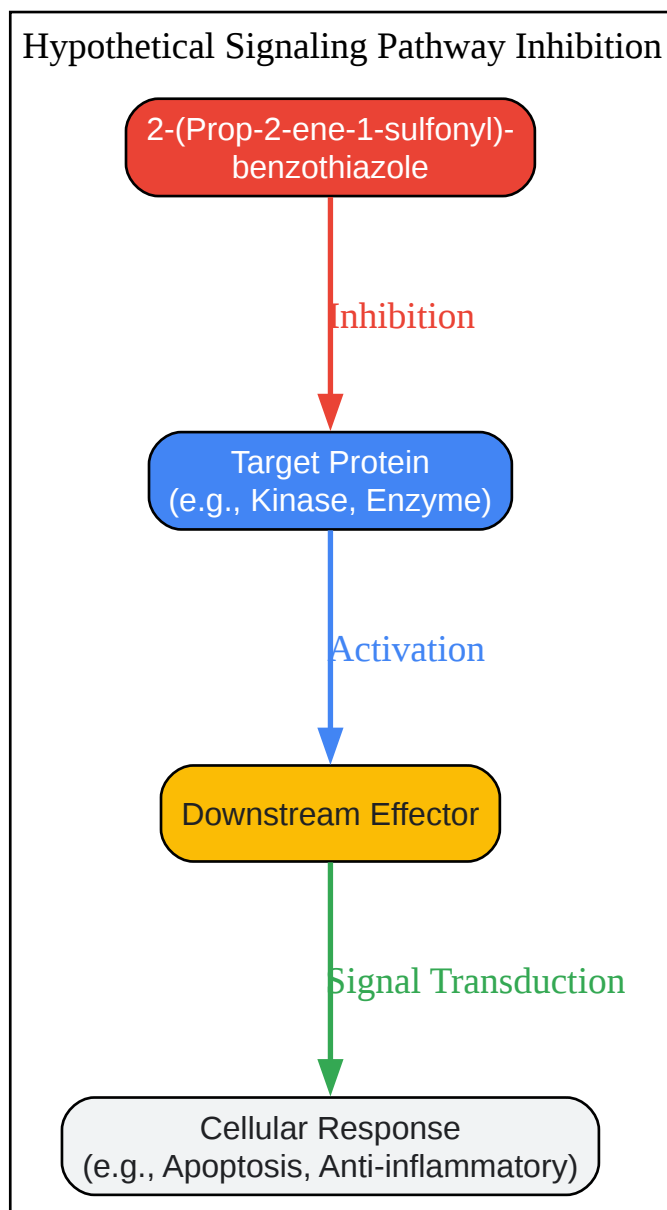 Hypothetical Signaling Pathway Inhibition
2-(Prop-2-ene-1-sulfonyl)-
benzothiazole
Inhibition
Target Protein
(e.g., Kinase, Enzyme)
Activation
Downstream Effector
Signal Transduction
Cellular Response
(e.g., Apoptosis, Anti-inflammatory)